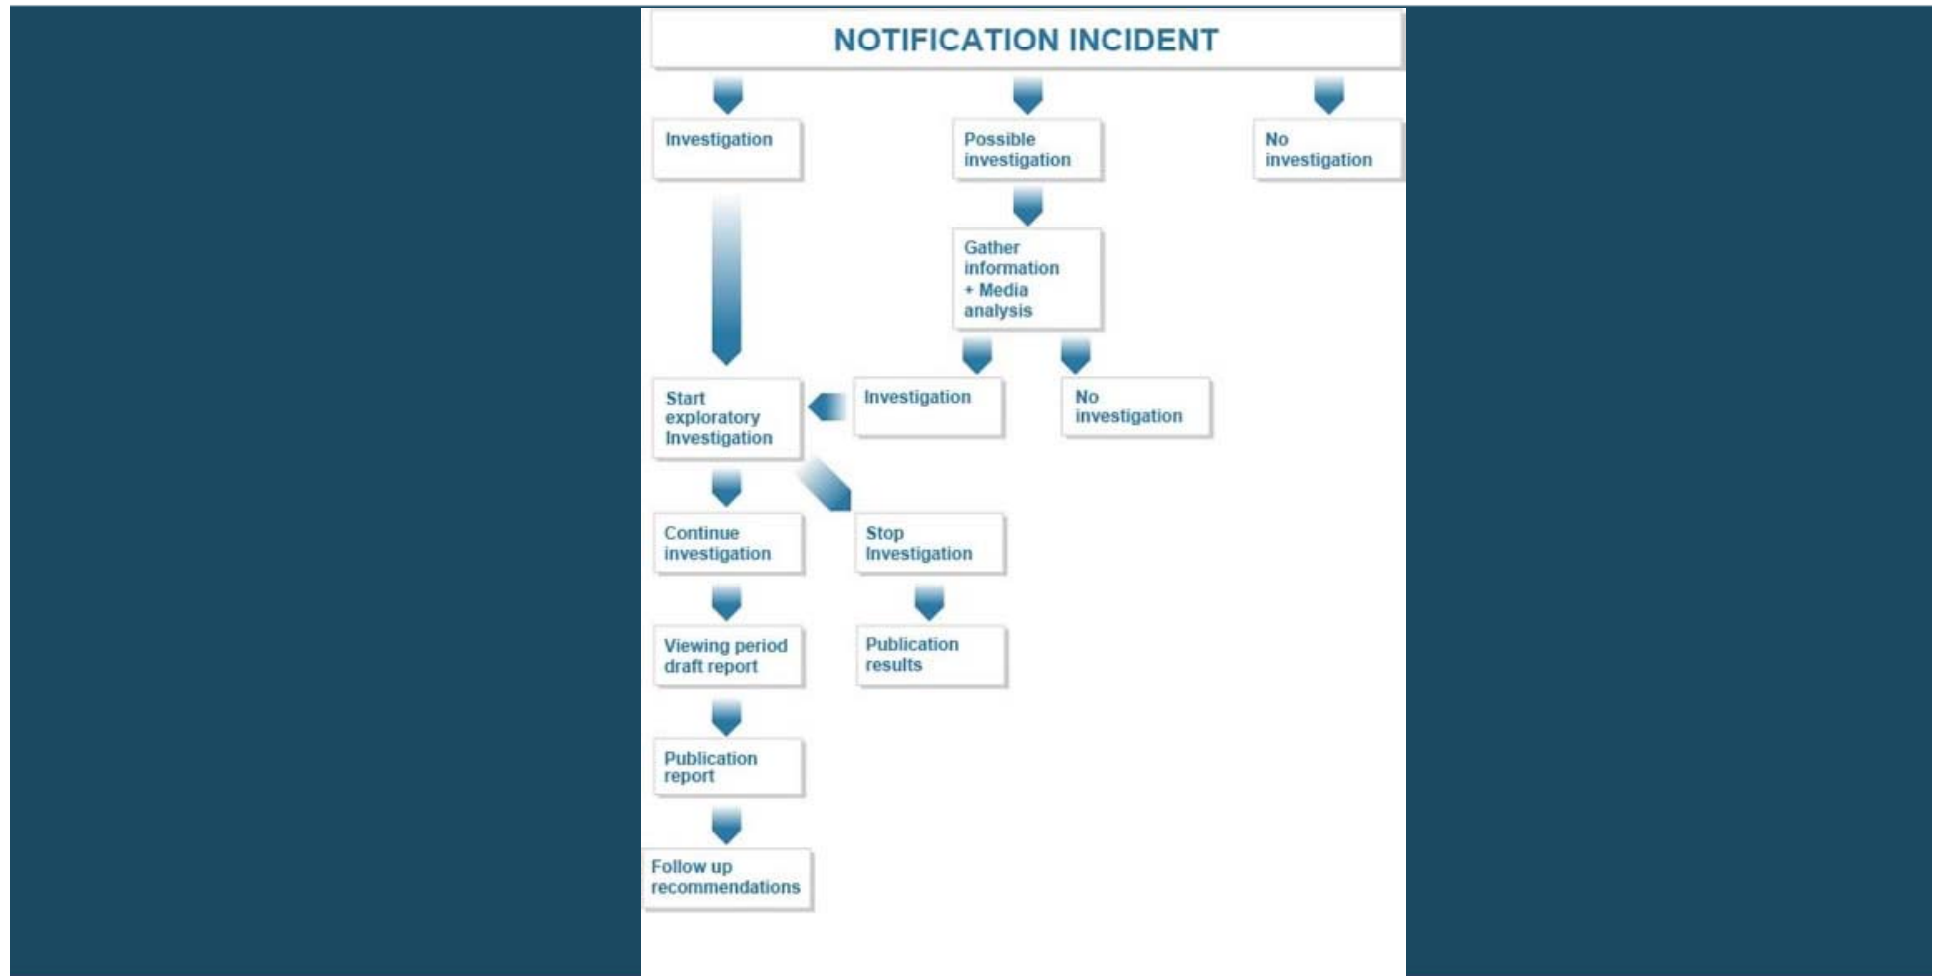 NOTIFICATION INCIDENT
Investigation
Possible
investigation
No
investigation
Gather
information
+ Media
analysis
Start
exploratory
Investigation
Investigation
No
investigation
Continue
investigation
Stop
Investigation
Viewing period
draft report
Publication
results
Publication
report
Follow up
recommendations